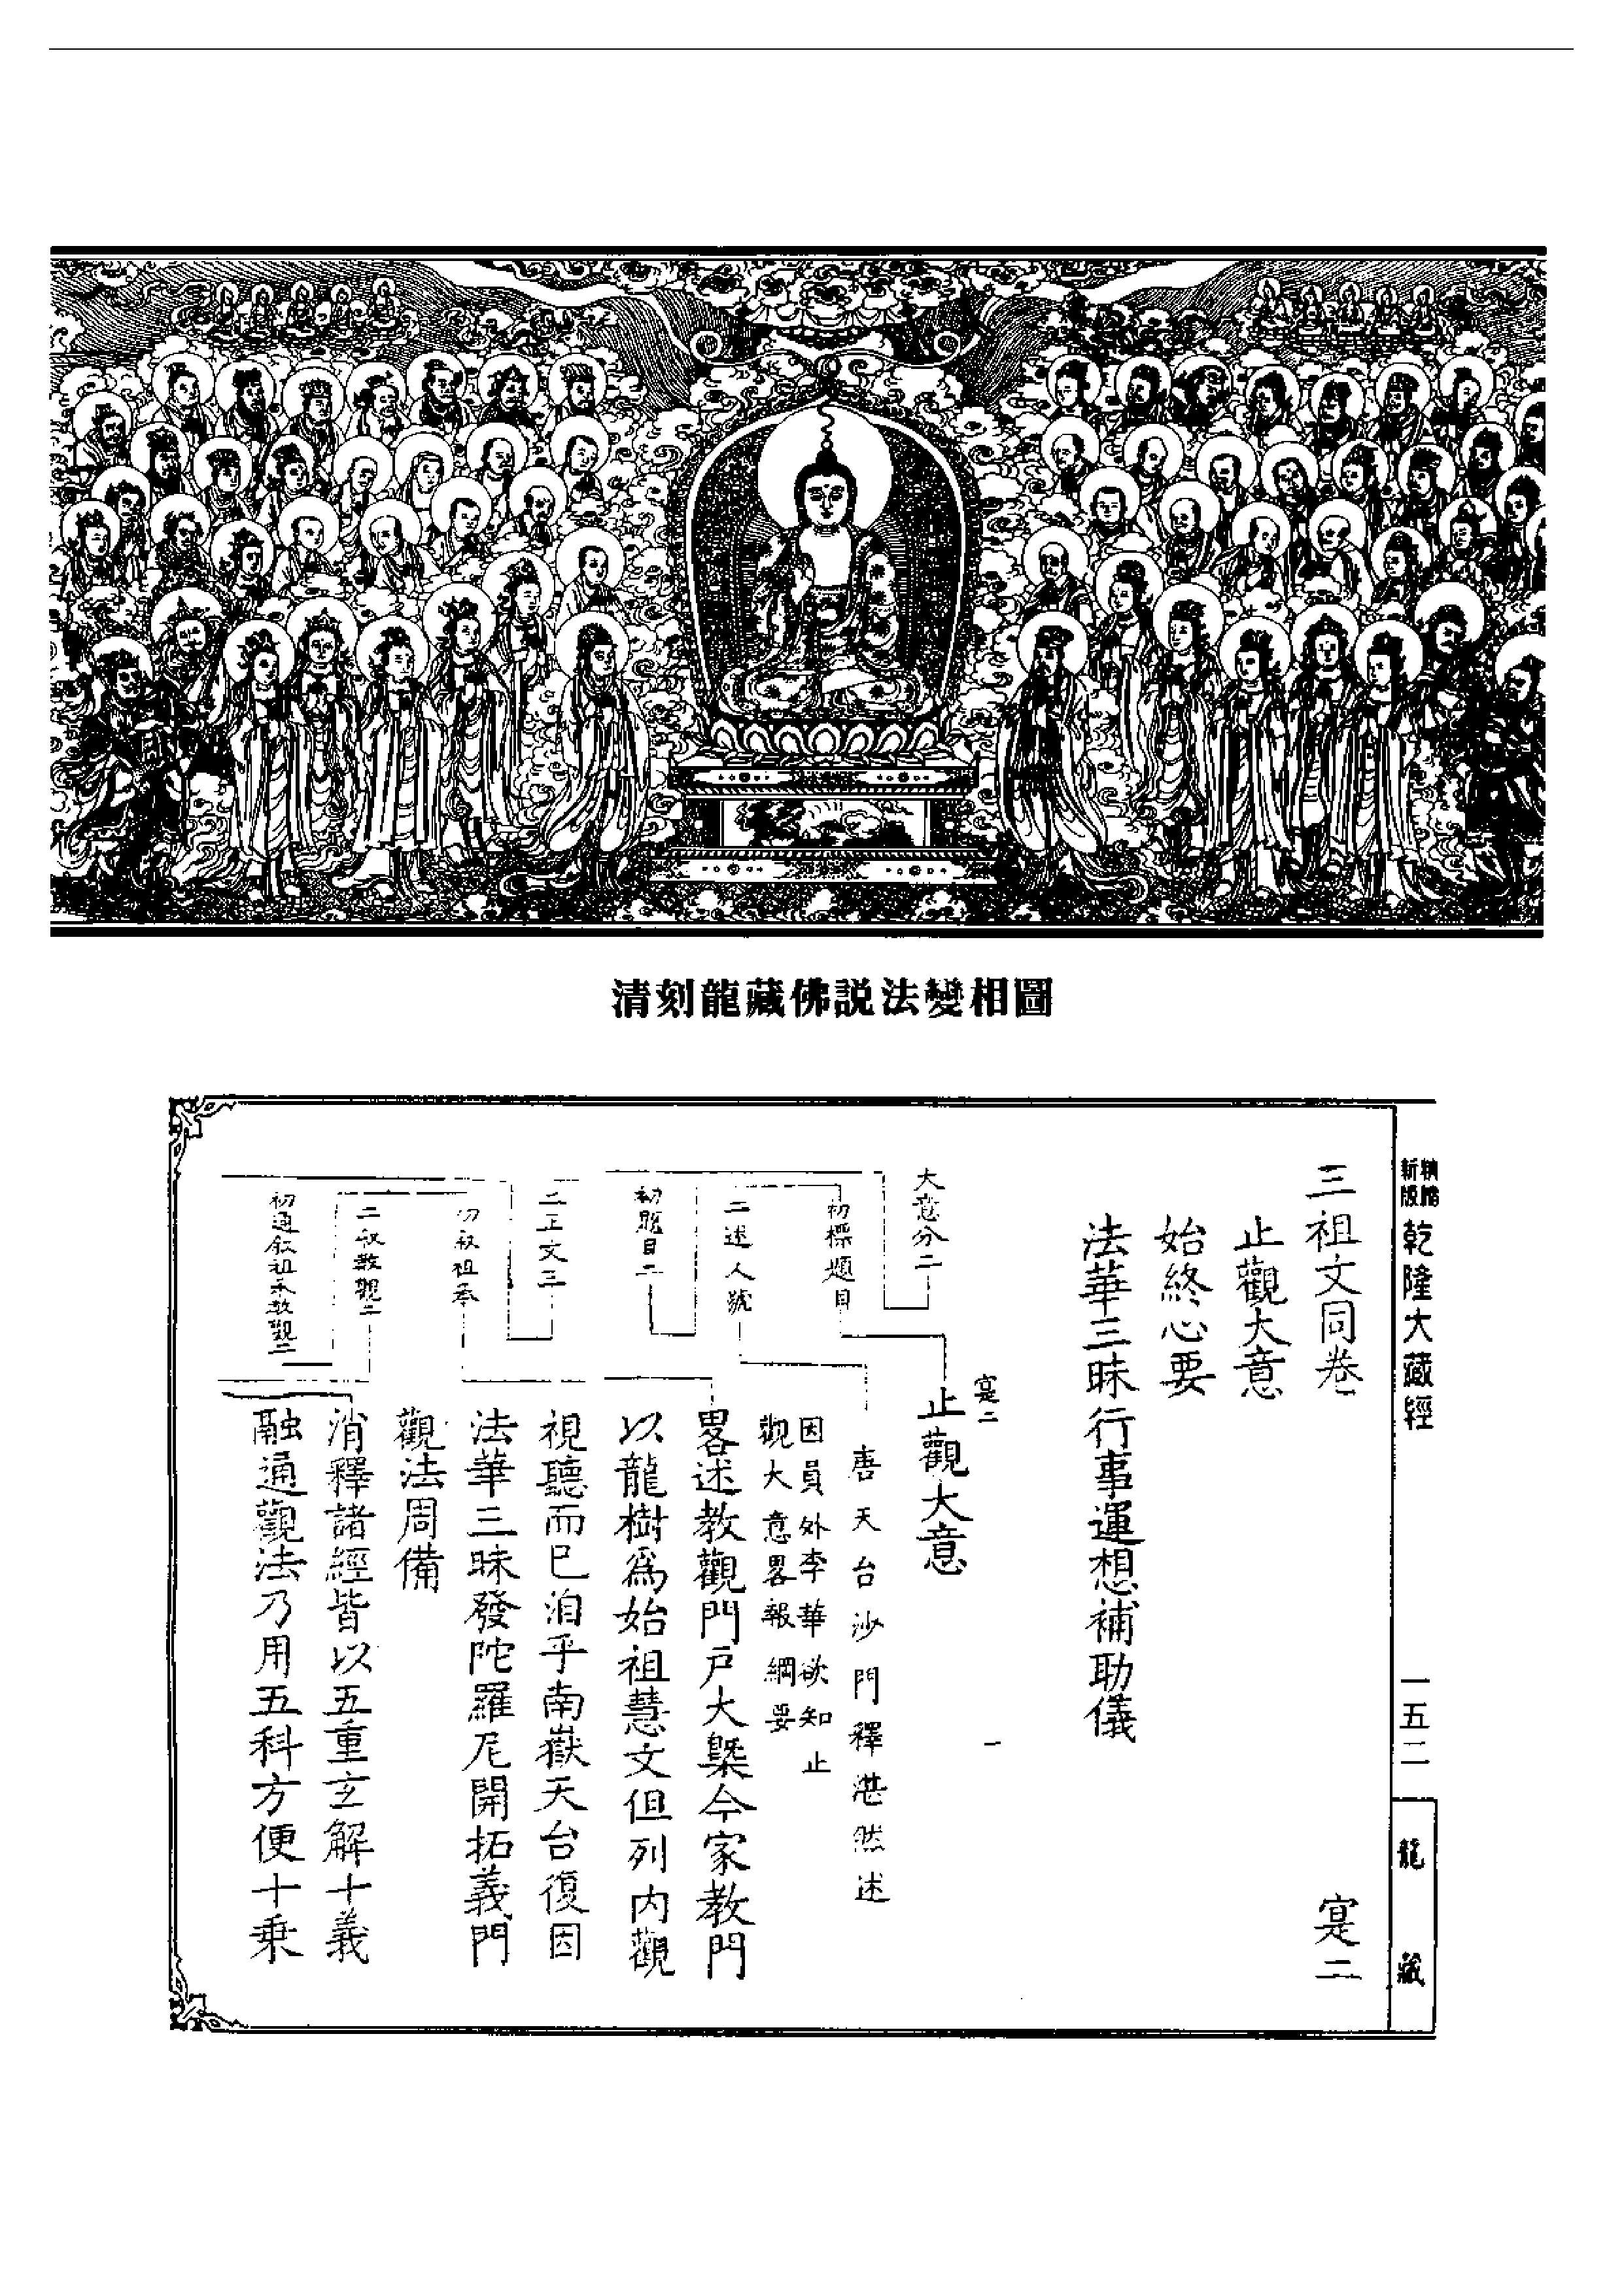 清刻龍藏佛説法變相圖
新版
乾隆大藏經
一五二
龍藏
三祖文同卷 寔二
止觀大意
始終心要
法華三昧行事運想補助儀
寔二 一
大意分二
初標題目
二述人號
初題目二
二正文三
初叙祖承
二叙教觀二
初通叙祖承教觀二
止觀大意
唐天台沙門釋湛然述
因員外李華欲知止
觀大意畧報綱要
畧述教觀門戸大槩今家教門
以龍樹爲始祖慧文但列内觀
視聽而已洎乎南嶽天台復因
法華三昧發陀羅尼開拓義門
觀法周備
消釋諸經皆以五重玄解十義
融通觀法乃用五科方便十乗